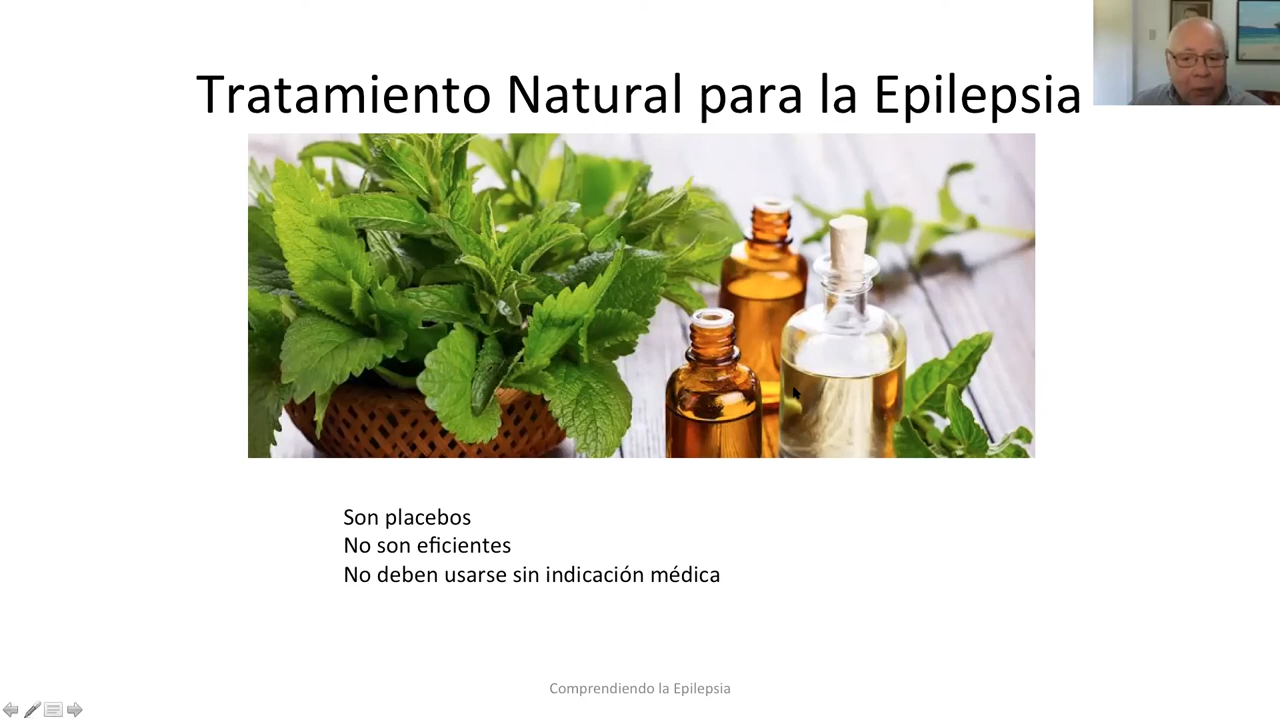 Tratamiento Natural para la Epilepsia
Son placebos
No son eficientes
No deben usarse sin indicación médica
Comprendiendo la Epilepsia